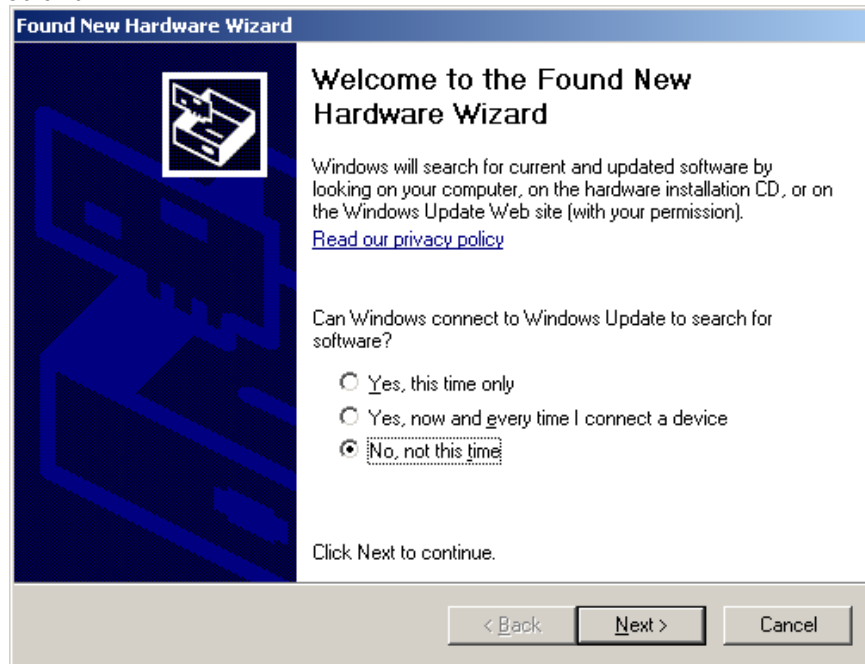 Found New Hardware Wizard
Welcome to the Found New
Hardware Wizard
Windows will search for current and updated software by
looking on your computer, on the hardware installation CD, or on
the Windows Update Web site (with your permission).
Read our privacy policy
Can Windows connect to Windows Update to search for
software?
Yes, this time only
Yes, now and every time I connect a device
No, not this time
Click Next to continue.
< Back
Next >
Cancel